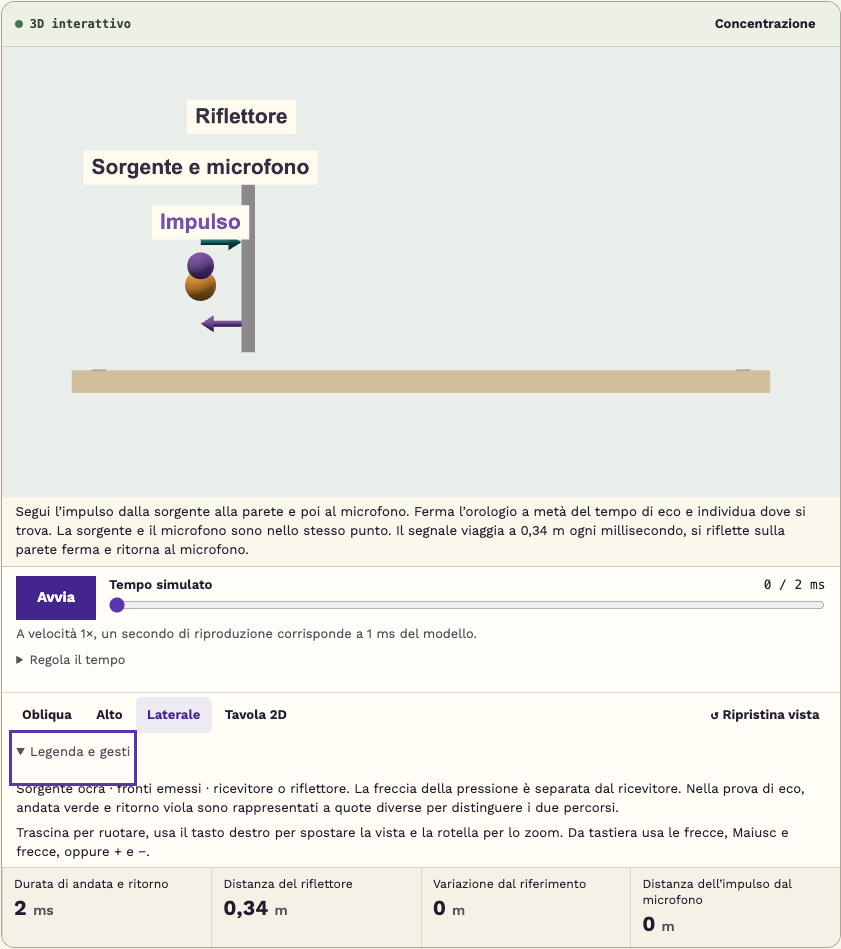 3D interattivo
Concentrazione
Riflettore
Sorgente e microfono
Impulso
Segui l’impulso dalla sorgente alla parete e poi al microfono. Ferma l’orologio a metà del tempo di eco e individua dove si
trova. La sorgente e il microfono sono nello stesso punto. Il segnale viaggia a 0,34 m ogni millisecondo, si riflette sulla
parete ferma e ritorna al microfono.
Avvia
Tempo simulato
0 / 2 ms
A velocità 1×, un secondo di riproduzione corrisponde a 1 ms del modello.
▶ Regola il tempo
Obliqua
Alto
Laterale
Tavola 2D
↺ Ripristina vista
▼ Legenda e gesti
Sorgente ocra · fronti emessi · ricevitore o riflettore. La freccia della pressione è separata dal ricevitore. Nella prova di eco,
andata verde e ritorno viola sono rappresentati a quote diverse per distinguere i due percorsi.
Trascina per ruotare, usa il tasto destro per spostare la vista e la rotella per lo zoom. Da tastiera usa le frecce, Maiusc e
frecce, oppure + e −.
Durata di andata e ritorno
2 ms
Distanza del riflettore
0,34 m
Variazione dal riferimento
0 m
Distanza dell’impulso dal
microfono
0 m